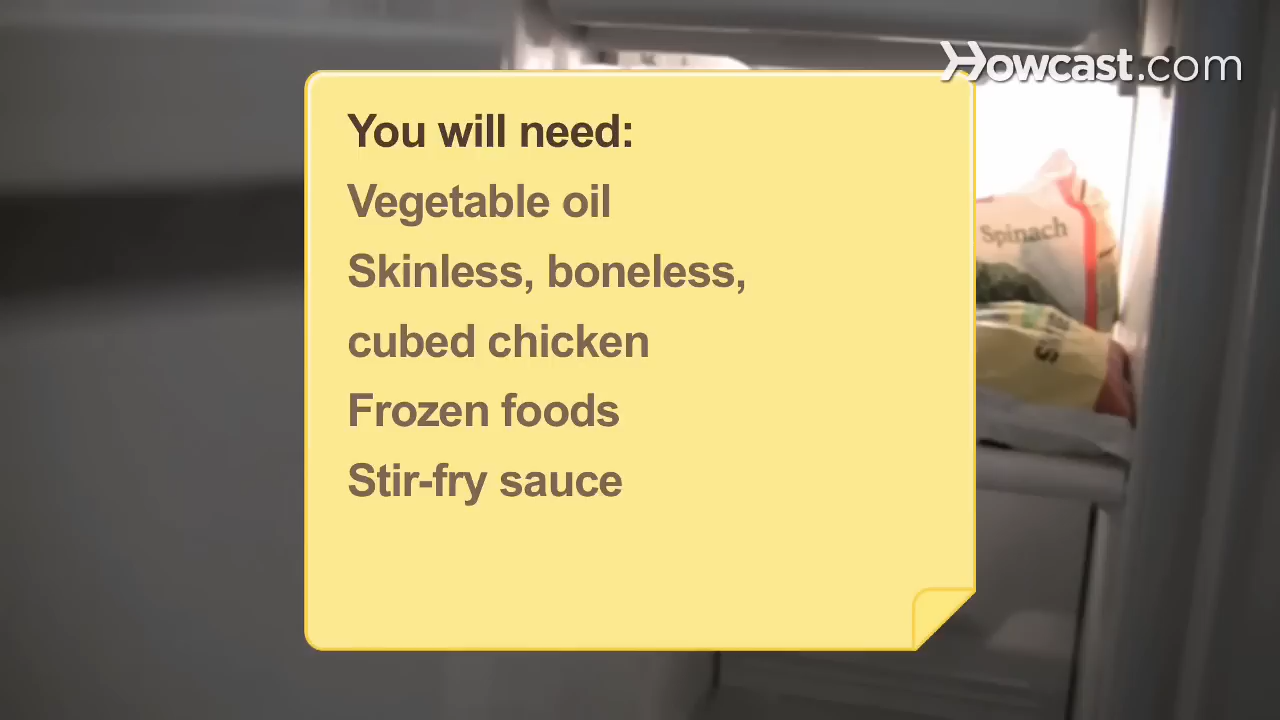 Howcast.com
You will need:
Vegetable oil
Skinless, boneless,
cubed chicken
Frozen foods
Stir-fry sauce
Spinach